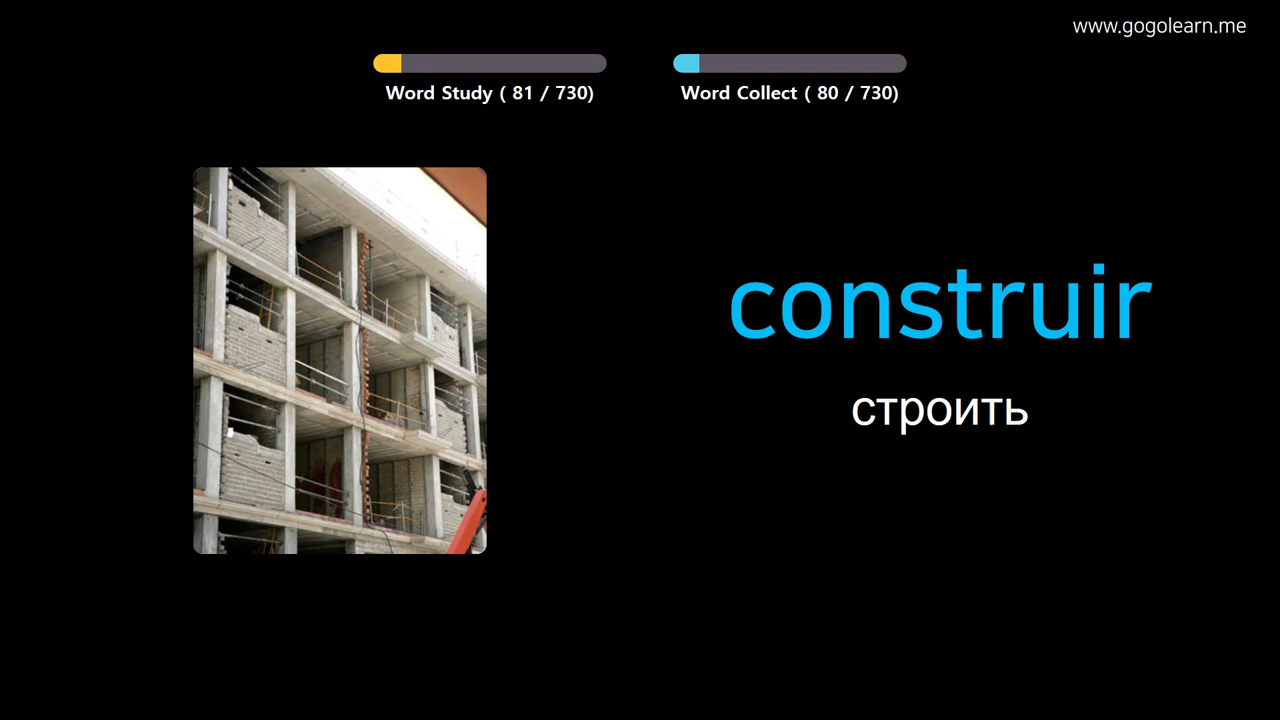 www.gogolearn.me
Word Study ( 81 / 730)
Word Collect ( 80 / 730)
construir
строить